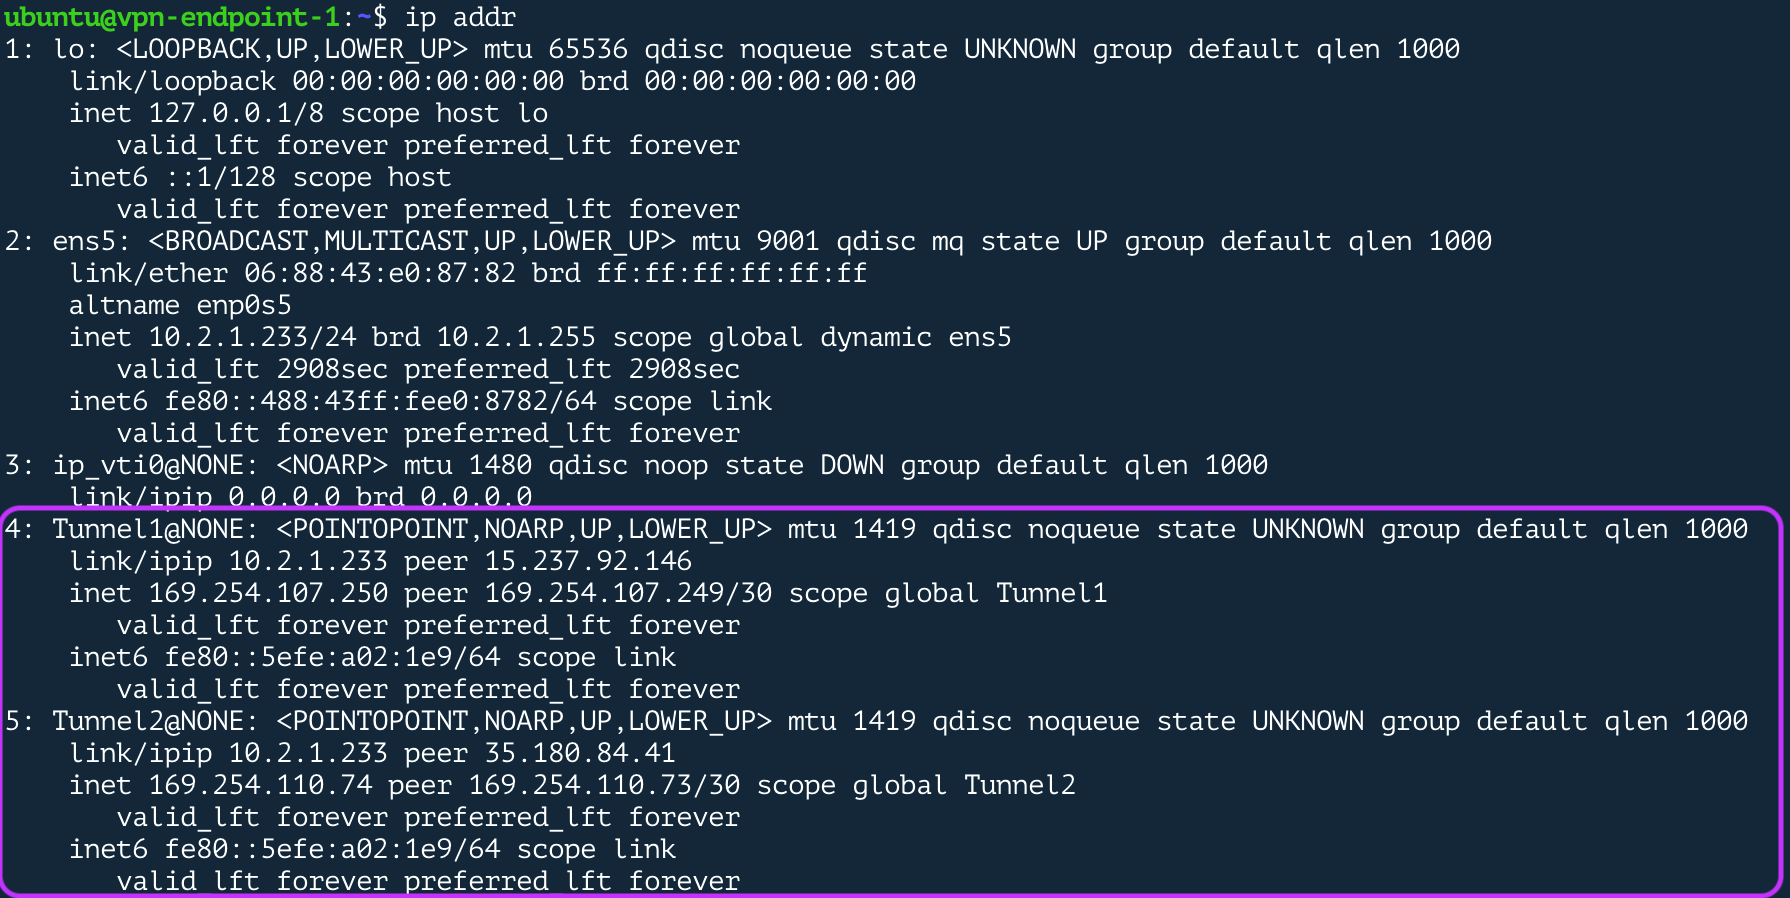 ubuntu@vpn-endpoint-1:~$ ip addr
1: lo: <LOOPBACK,UP,LOWER_UP> mtu 65536 qdisc noqueue state UNKNOWN group default qlen 1000
    link/loopback 00:00:00:00:00:00 brd 00:00:00:00:00:00
    inet 127.0.0.1/8 scope host lo
       valid_lft forever preferred_lft forever
    inet6 ::1/128 scope host
       valid_lft forever preferred_lft forever
2: ens5: <BROADCAST,MULTICAST,UP,LOWER_UP> mtu 9001 qdisc mq state UP group default qlen 1000
    link/ether 06:88:43:e0:87:82 brd ff:ff:ff:ff:ff:ff
    altname enp0s5
    inet 10.2.1.233/24 brd 10.2.1.255 scope global dynamic ens5
       valid_lft 2908sec preferred_lft 2908sec
    inet6 fe80::488:43ff:fee0:8782/64 scope link
       valid_lft forever preferred_lft forever
3: ip_vti0@NONE: <NOARP> mtu 1480 qdisc noop state DOWN group default qlen 1000
    link/ipip 0.0.0.0 brd 0.0.0.0
4: Tunnel1@NONE: <POINTOPOINT,NOARP,UP,LOWER_UP> mtu 1419 qdisc noqueue state UNKNOWN group default qlen 1000
    link/ipip 10.2.1.233 peer 15.237.92.146
    inet 169.254.107.250 peer 169.254.107.249/30 scope global Tunnel1
       valid_lft forever preferred_lft forever
    inet6 fe80::5efe:a02:1e9/64 scope link
       valid_lft forever preferred_lft forever
5: Tunnel2@NONE: <POINTOPOINT,NOARP,UP,LOWER_UP> mtu 1419 qdisc noqueue state UNKNOWN group default qlen 1000
    link/ipip 10.2.1.233 peer 35.180.84.41
    inet 169.254.110.74 peer 169.254.110.73/30 scope global Tunnel2
       valid_lft forever preferred_lft forever
    inet6 fe80::5efe:a02:1e9/64 scope link
       valid_lft forever preferred_lft forever